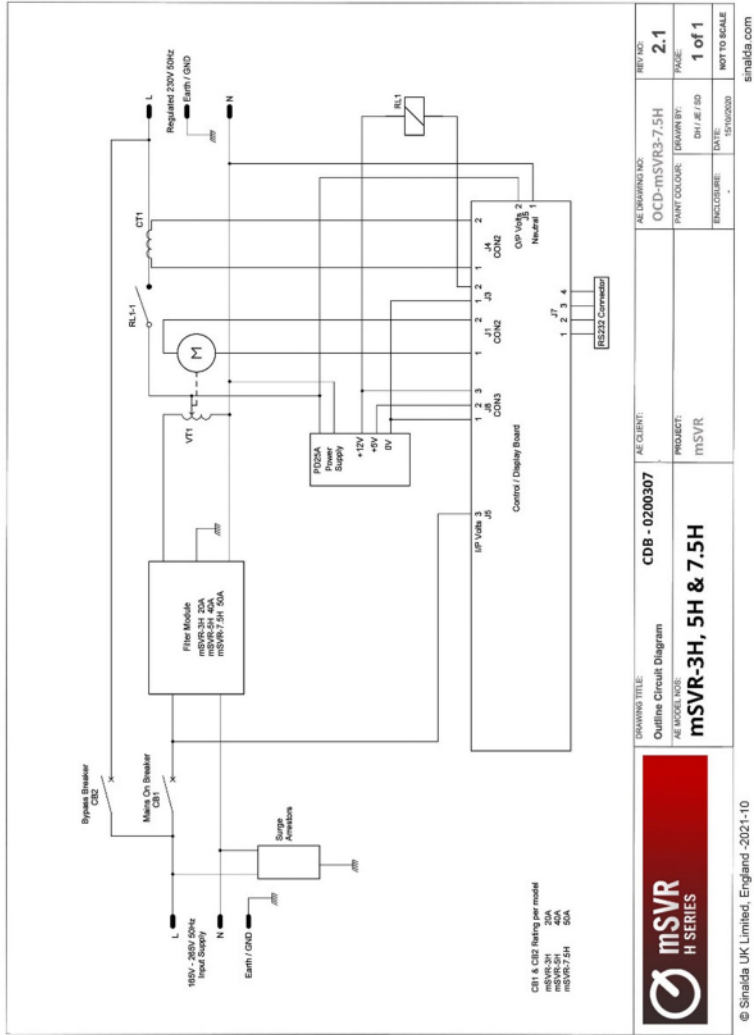 Bypass Breaker
CB2
Mains On Breaker
CB1
L
165V - 265V 50Hz
Input Supply
N
Earth / GND
Surge
Arrestors
Filter Module
mSVR-3H 20A
mSVR-5H 40A
mSVR-7.5H 50A
VT1
M
RL1-1
CT1
L
Regulated 230V 50Hz
Earth / GND
N
PD25A
Power
Supply
+12V
+5V
0V
RL1
I/P Volts 3
J5
Control / Display Board
1 2 3
J8
CON3
1 2
J1
CON2
1 2
J3
1 2
J4
CON2
O/P Volts 2
J5
Neutral 1
J7
1 2 3 4
RS232 Connector
CB1 & CB2 Rating per model
mSVR-3H 20A
mSVR-5H 40A
mSVR-7.5H 50A
mSVR
H SERIES
DRAWING TITLE:
Outline Circuit Diagram
CDB - 0200307
AE MODEL NOS:
mSVR-3H, 5H & 7.5H
AE CLIENT:
PROJECT:
mSVR
AE DRAWING NO:
OCD-mSVR3-7.5H
REV NO:
2.1
PAINT COLOUR:
DRAWN BY:
DH / JE / SD
PAGE:
1 of 1
ENCLOSURE:
-
DATE:
15/10/2020
NOT TO SCALE
© Sinalda UK Limited, England -2021-10
sinalda.com